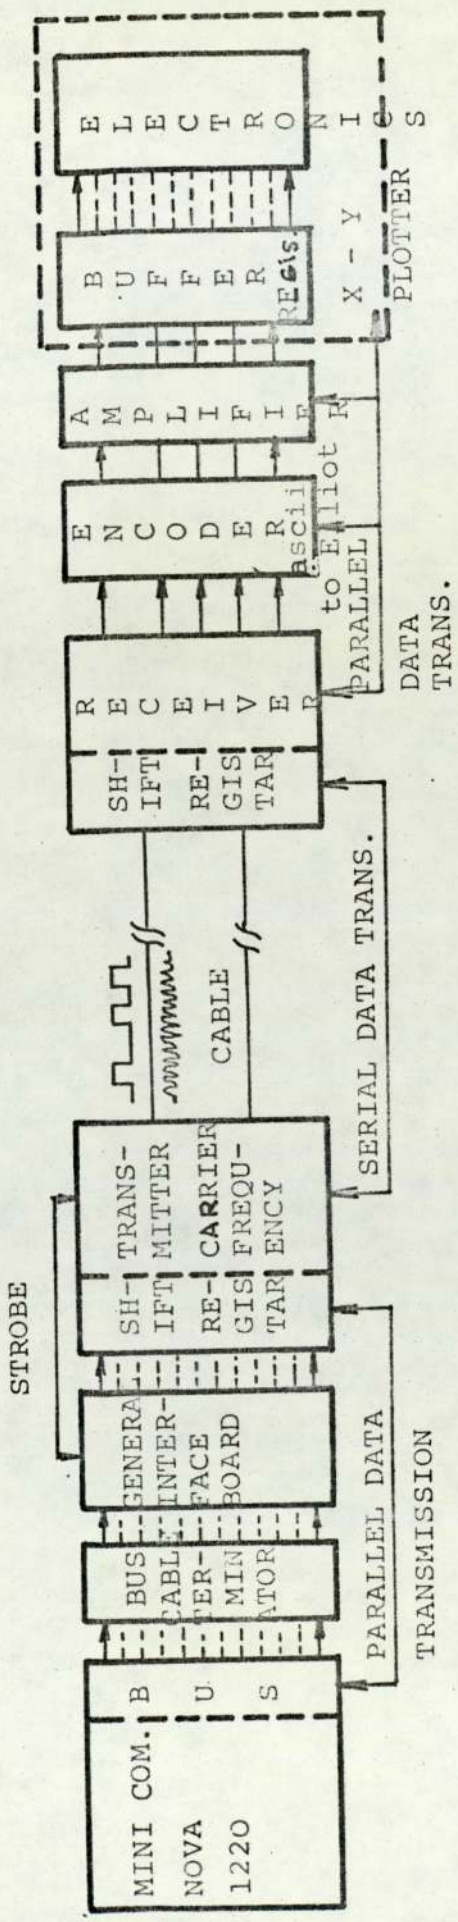 MINI COM.
NOVA
1220
B
U
S
BUS
CABLE
TER-
MIN
ATOR
GENERAL
INTER-
FACE
BOARD
STROBE
SH-
IFT
RE-
GIS
TAR
TRANS-
MITTER
CARRIER
FREQU-
ENCY
PARALLEL DATA
TRANSMISSION
CABLE
SERIAL DATA TRANS.
SH-
IFT
RE-
GIS
TAR
R
E
C
E
I
V
E
R
E
N
C
O
D
E
R
ascii
to Elliot
A
M
P
L
I
F
I
E
R
PARALLEL
DATA
TRANS.
B
U
F
F
E
R
REGis.
E
L
E
C
T
R
O
N
I
C
S
X - Y
PLOTTER